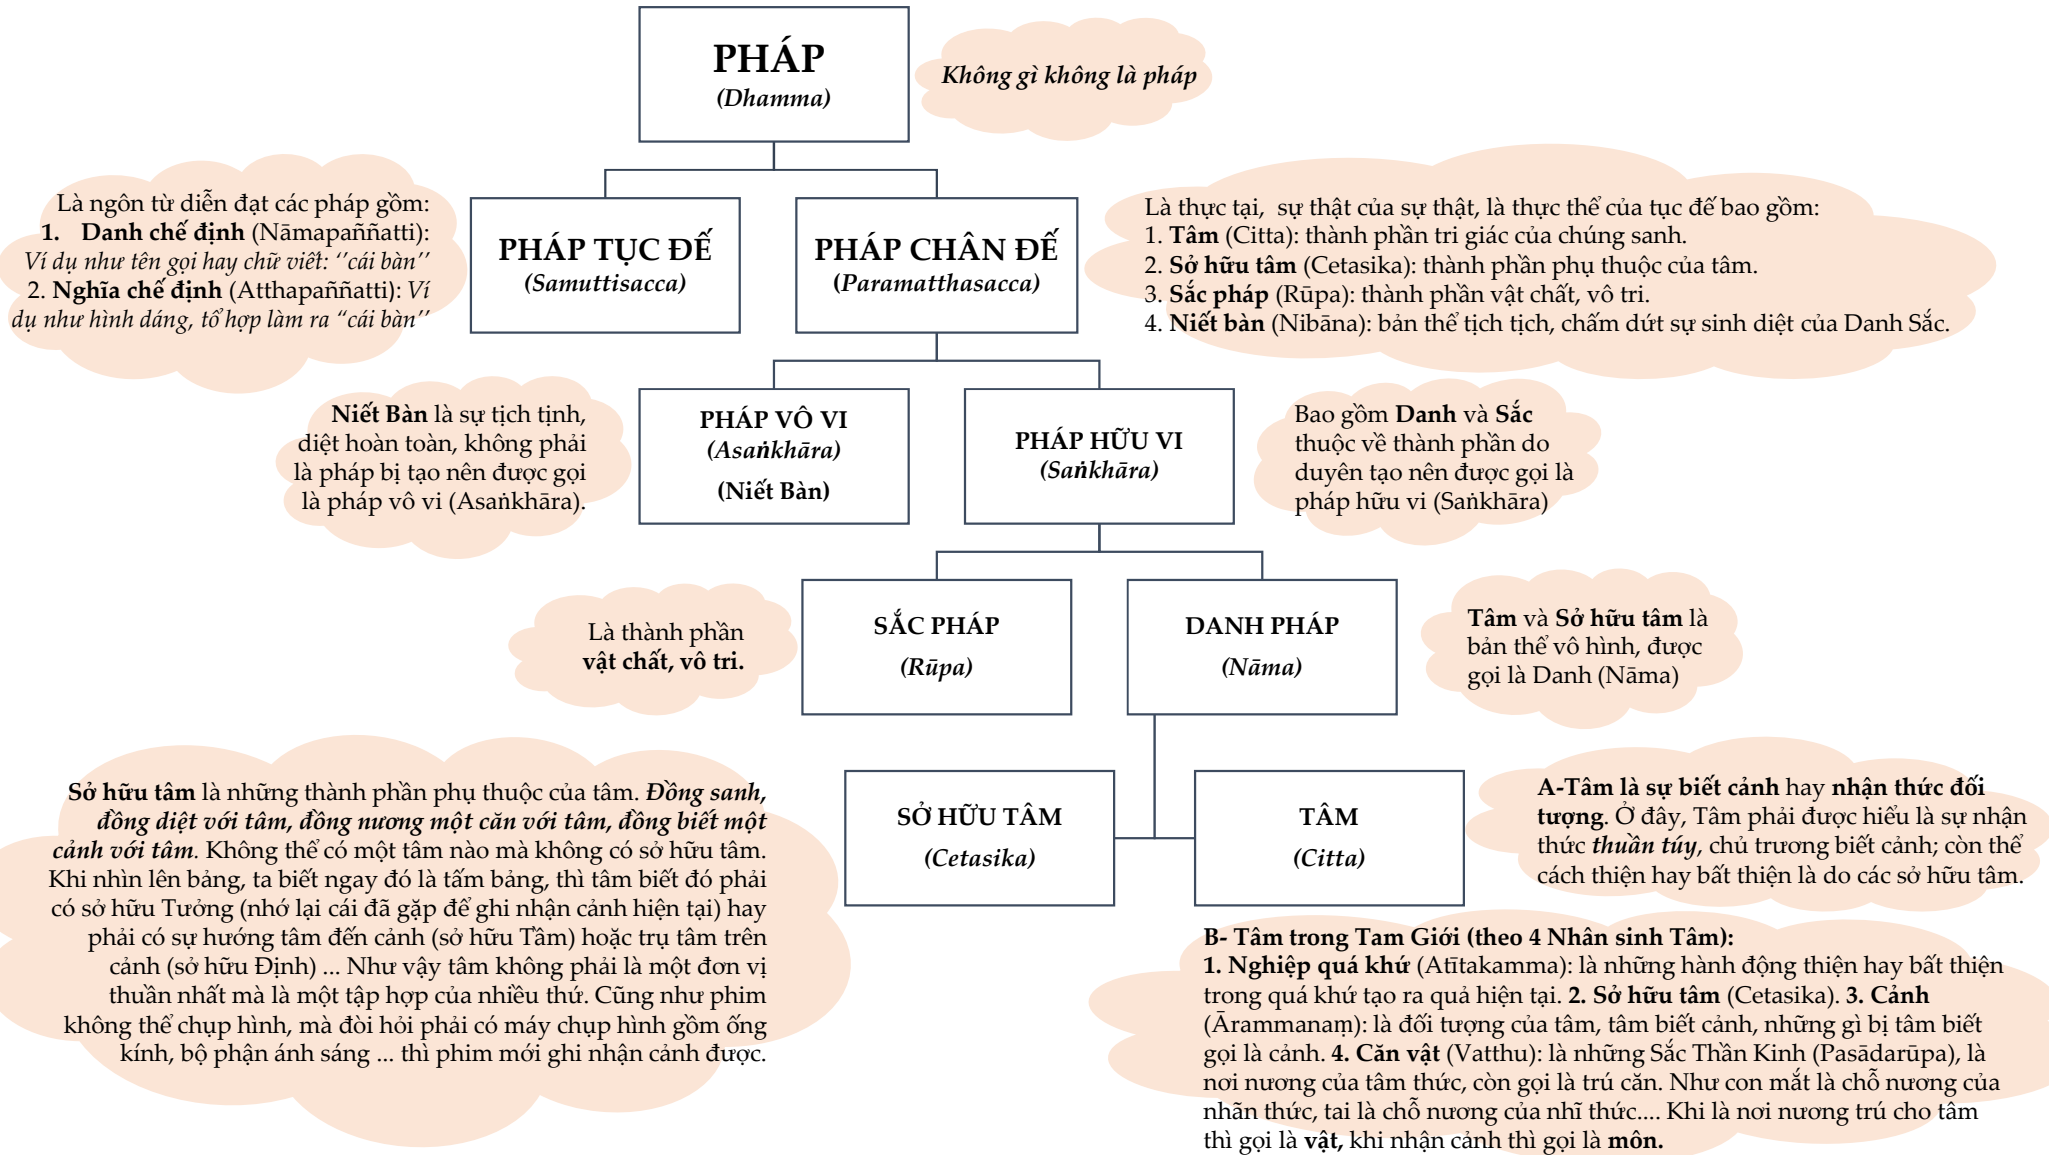 PHÁP
(Dhamma)
Không gì không là pháp
Là ngôn từ diễn đạt các pháp gồm:
1. Danh chế định (Nāmapaññatti):
Ví dụ như tên gọi hay chữ viết: ‘’cái bàn’’
2. Nghĩa chế định (Atthapaññatti): Ví
dụ như hình dáng, tổ hợp làm ra “cái bàn’’
PHÁP TỤC ĐẾ
(Samuttisacca)
PHÁP CHÂN ĐẾ
(Paramatthasacca)
Là thực tại, sự thật của sự thật, là thực thể của tục đế bao gồm:
1. Tâm (Citta): thành phần tri giác của chúng sanh.
2. Sở hữu tâm (Cetasika): thành phần phụ thuộc của tâm.
3. Sắc pháp (Rūpa): thành phần vật chất, vô tri.
4. Niết bàn (Nibāna): bản thể tịch tịch, chấm dứt sự sinh diệt của Danh Sắc.
Niết Bàn là sự tịch tịnh,
diệt hoàn toàn, không phải
là pháp bị tạo nên được gọi
là pháp vô vi (Asaṅkhāra).
PHÁP VÔ VI
(Asaṅkhāra)
(Niết Bàn)
PHÁP HỮU VI
(Saṅkhāra)
Bao gồm Danh và Sắc
thuộc về thành phần do
duyên tạo nên được gọi là
pháp hữu vi (Saṅkhāra)
Là thành phần
vật chất, vô tri.
SẮC PHÁP
(Rūpa)
DANH PHÁP
(Nāma)
Tâm và Sở hữu tâm là
bản thể vô hình, được
gọi là Danh (Nāma)
Sở hữu tâm là những thành phần phụ thuộc của tâm. Đồng sanh,
đồng diệt với tâm, đồng nương một căn với tâm, đồng biết một
cảnh với tâm. Không thể có một tâm nào mà không có sở hữu tâm.
Khi nhìn lên bảng, ta biết ngay đó là tấm bảng, thì tâm biết đó phải
có sở hữu Tưởng (nhớ lại cái đã gặp để ghi nhận cảnh hiện tại) hay
phải có sự hướng tâm đến cảnh (sở hữu Tầm) hoặc trụ tâm trên
cảnh (sở hữu Định) ... Như vậy tâm không phải là một đơn vị
thuần nhất mà là một tập hợp của nhiều thứ. Cũng như phim
không thể chụp hình, mà đòi hỏi phải có máy chụp hình gồm ống
kính, bộ phận ánh sáng ... thì phim mới ghi nhận cảnh được.
SỞ HỮU TÂM
(Cetasika)
TÂM
(Citta)
A-Tâm là sự biết cảnh hay nhận thức đối
tượng. Ở đây, Tâm phải được hiểu là sự nhận
thức thuần túy, chủ trương biết cảnh; còn thể
cách thiện hay bất thiện là do các sở hữu tâm.
B- Tâm trong Tam Giới (theo 4 Nhân sinh Tâm):
1. Nghiệp quá khứ (Atītakamma): là những hành động thiện hay bất thiện
trong quá khứ tạo ra quả hiện tại. 2. Sở hữu tâm (Cetasika). 3. Cảnh
(Ārammanaṃ): là đối tượng của tâm, tâm biết cảnh, những gì bị tâm biết
gọi là cảnh. 4. Căn vật (Vatthu): là những Sắc Thần Kinh (Pasādarūpa), là
nơi nương của tâm thức, còn gọi là trú căn. Như con mắt là chỗ nương của
nhãn thức, tai là chỗ nương của nhĩ thức.... Khi là nơi nương trú cho tâm
thì gọi là vật, khi nhận cảnh thì gọi là môn.